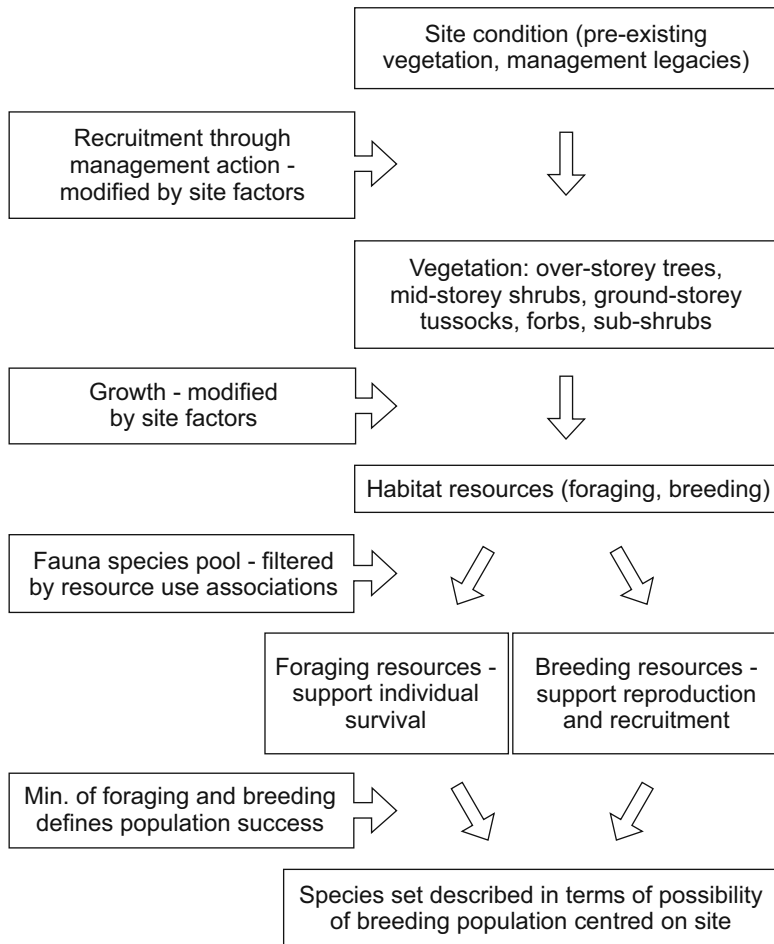 Site condition (pre-existing
vegetation, management legacies)
Recruitment through
management action -
modified by site factors
Vegetation: over-storey trees,
mid-storey shrubs, ground-storey
tussocks, forbs, sub-shrubs
Growth - modified
by site factors
Habitat resources (foraging, breeding)
Fauna species pool - filtered
by resource use associations
Foraging resources -
support individual
survival
Breeding resources -
support reproduction
and recruitment
Min. of foraging and breeding
defines population success
Species set described in terms of possibility
of breeding population centred on site